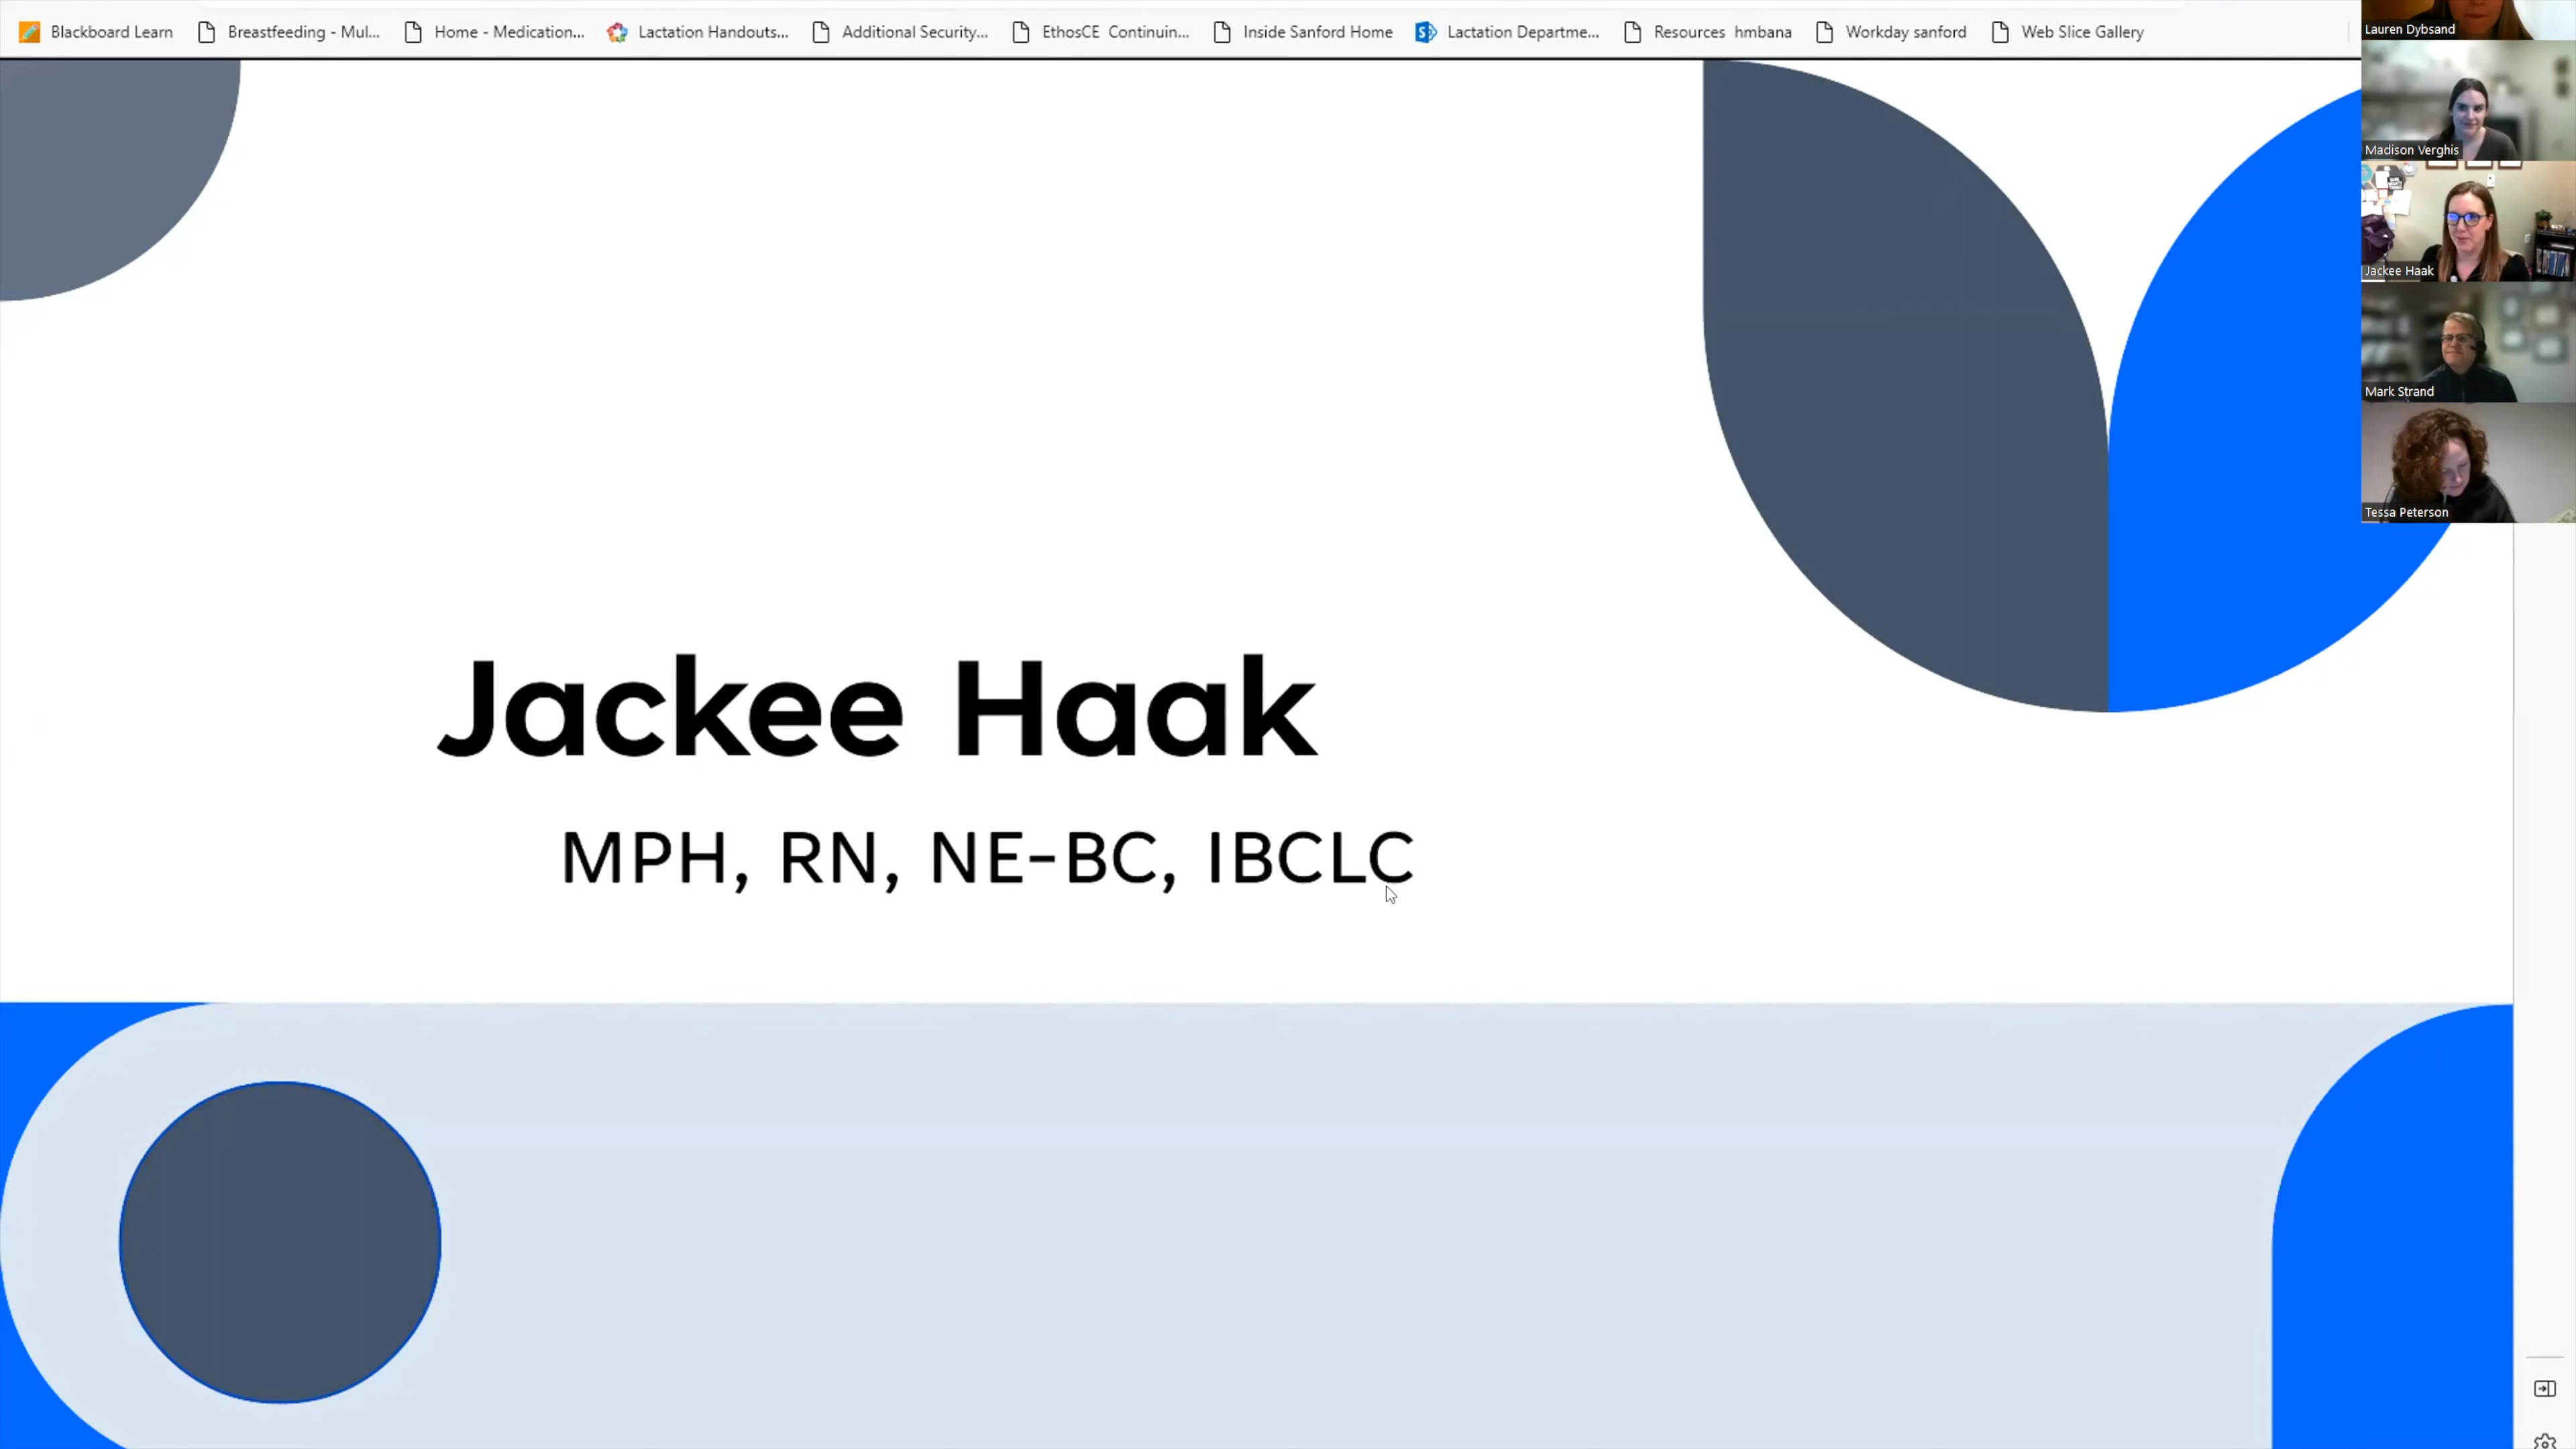 Blackboard Learn Breastfeeding - Mul... Home - Medication... Lactation Handouts... Additional Security... EthosCE Continuin... Inside Sanford Home Lactation Departme... Resources hmbana Workday sanford Web Slice Gallery
Lauren Dybsand
Madison Verghis
Jackee Haak
Mark Strand
Tessa Peterson
Jackee Haak
MPH, RN, NE-BC, IBCLC